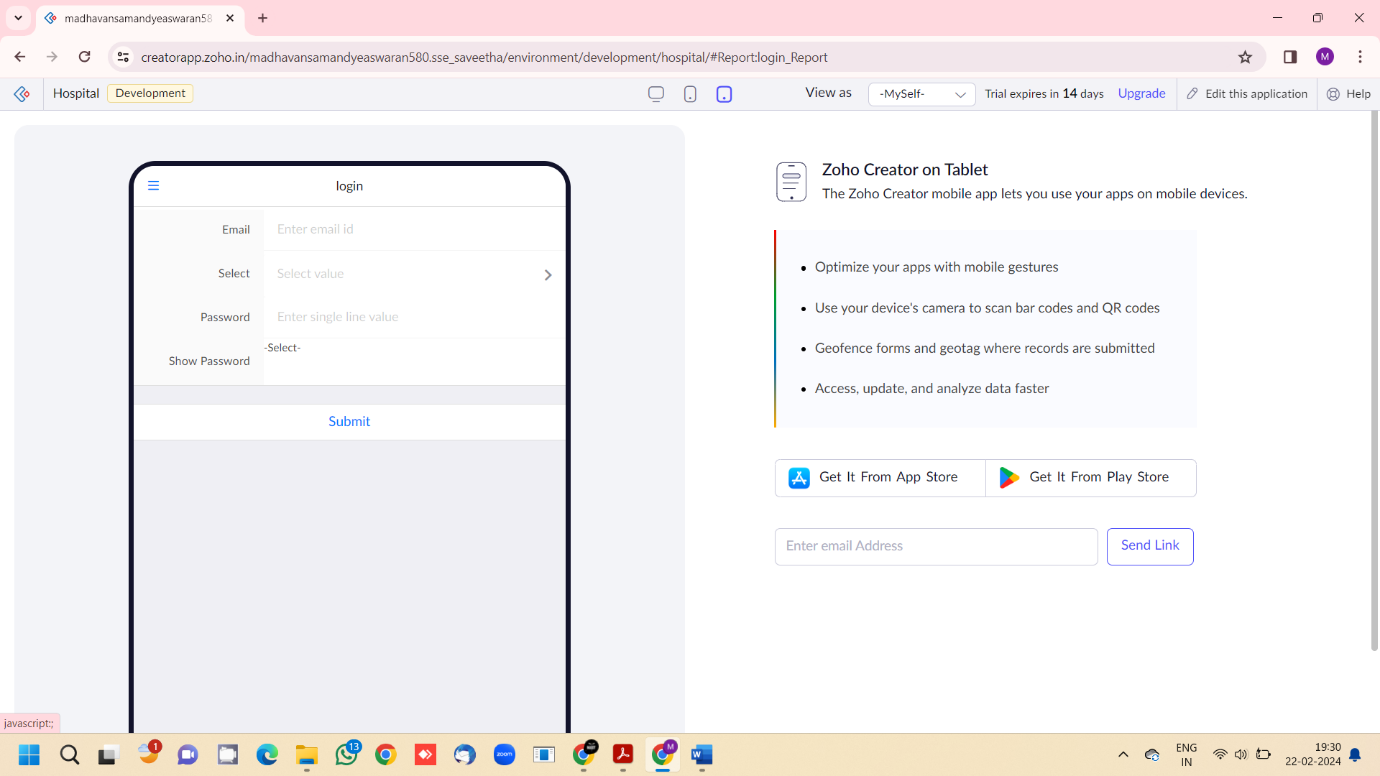 madhavansamandyeaswaran58
creatorapp.zoho.in/madhavansamandyeaswaran580.sse_saveetha/environment/development/hospital/#Report:login_Report
M
Hospital Development View as -MySelf- Trial expires in 14 days Upgrade Edit this application Help
login
Email Enter email id
Select Select value
Password Enter single line value
Show Password -Select-
Submit
Zoho Creator on Tablet
The Zoho Creator mobile app lets you use your apps on mobile devices.
Optimize your apps with mobile gestures
Use your device's camera to scan bar codes and QR codes
Geofence forms and geotag where records are submitted
Access, update, and analyze data faster
Get It From App Store Get It From Play Store
Enter email Address Send Link
javascript:;
1 13 zoom M W
ENG
IN
19:30
22-02-2024